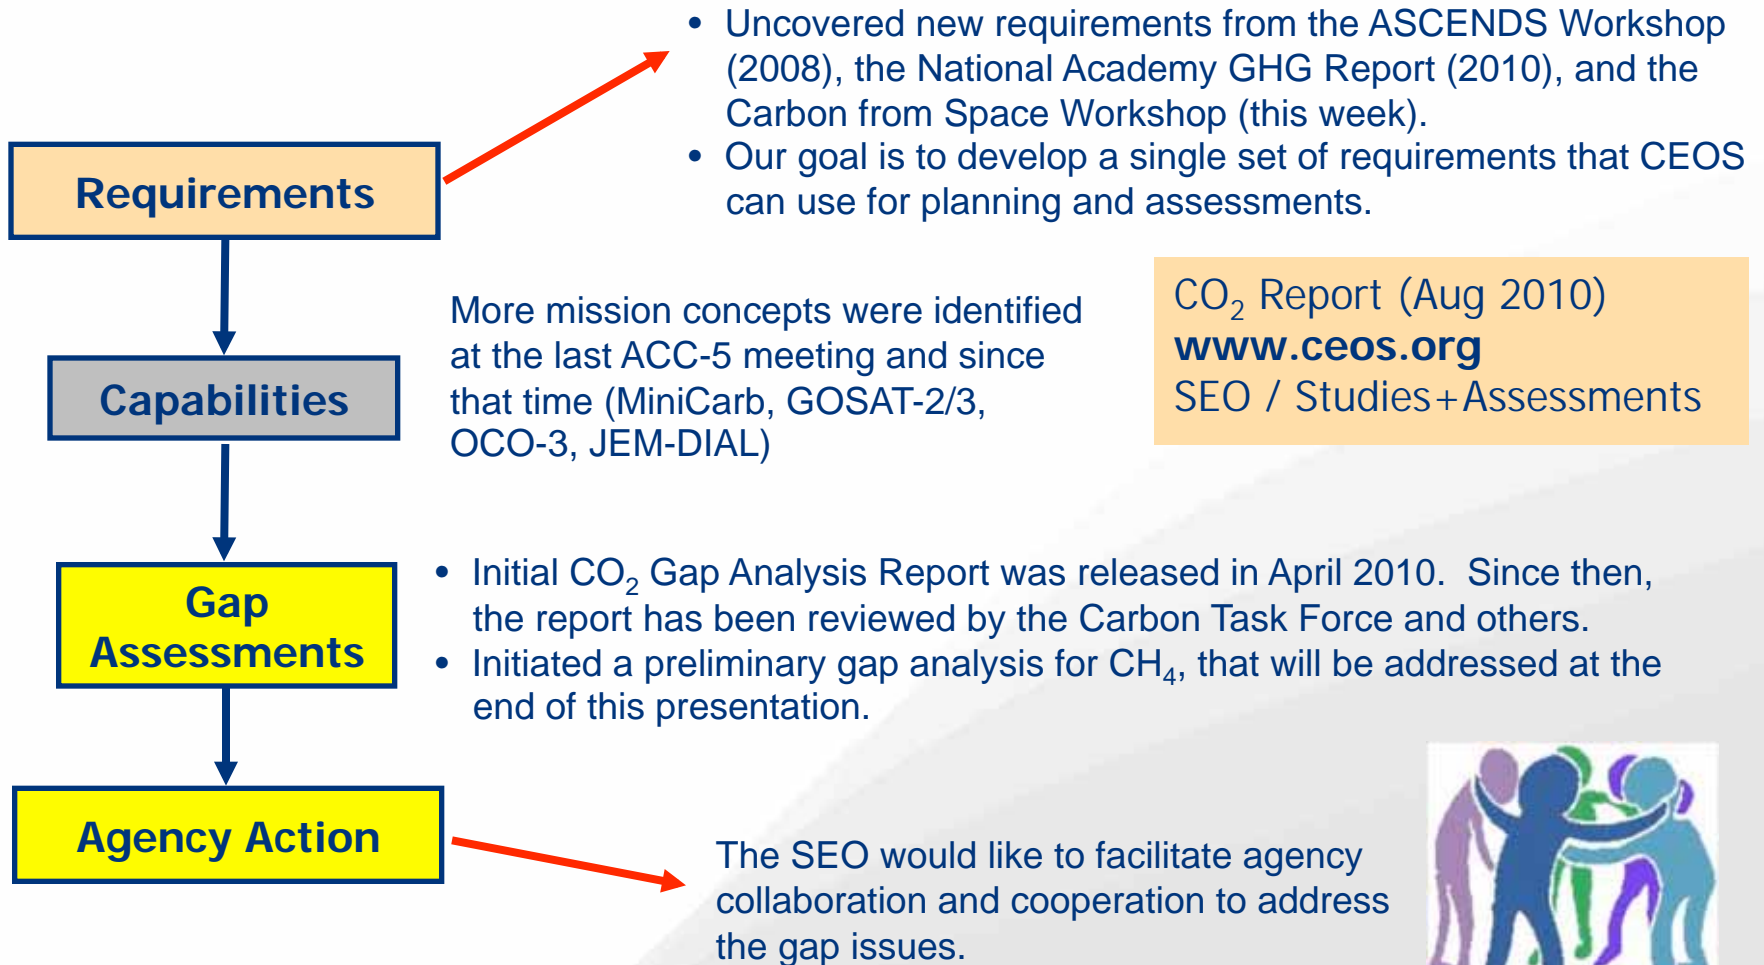 • Uncovered new requirements from the ASCENDS Workshop
(2008), the National Academy GHG Report (2010), and the
Carbon from Space Workshop (this week).
• Our goal is to develop a single set of requirements that CEOS
can use for planning and assessments.
Requirements
CO₂ Report (Aug 2010)
www.ceos.org
SEO / Studies+Assessments
More mission concepts were identified
at the last ACC-5 meeting and since
that time (MiniCarb, GOSAT-2/3,
OCO-3, JEM-DIAL)
Capabilities
Gap
Assessments
• Initial CO₂ Gap Analysis Report was released in April 2010. Since then,
the report has been reviewed by the Carbon Task Force and others.
• Initiated a preliminary gap analysis for CH₄, that will be addressed at the
end of this presentation.
Agency Action
The SEO would like to facilitate agency
collaboration and cooperation to address
the gap issues.